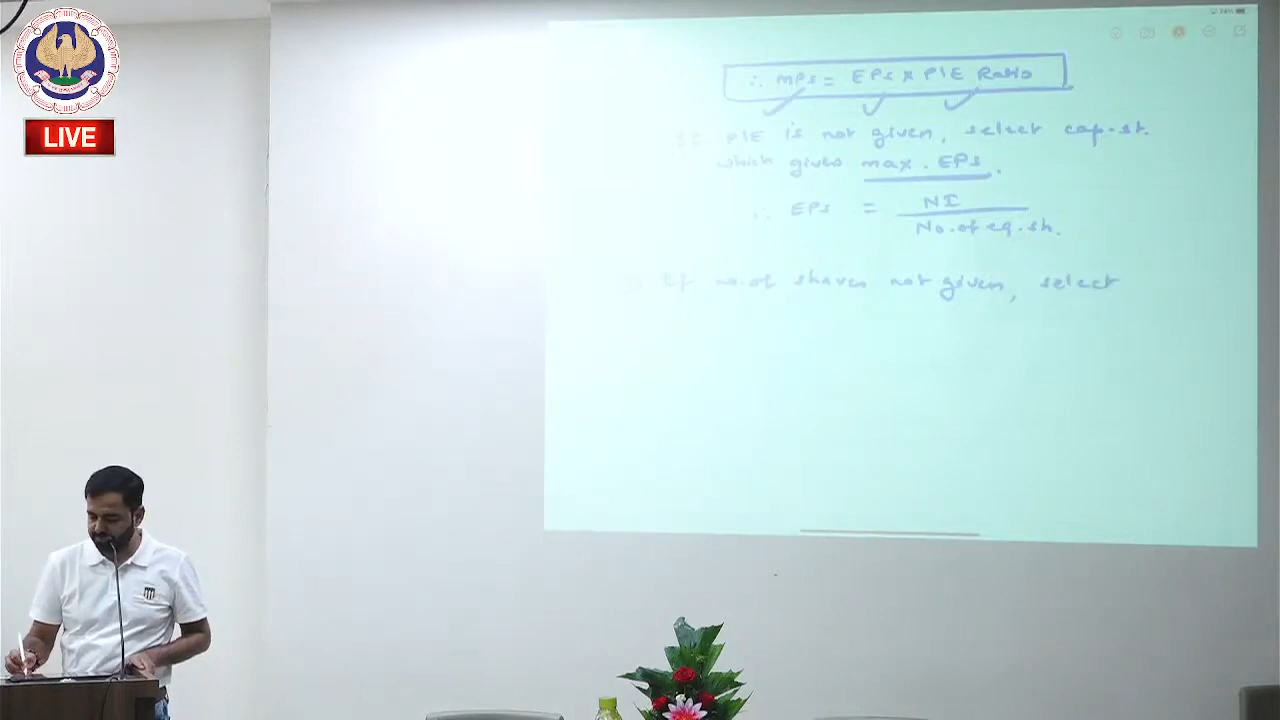 LIVE
∴ MPS = EPS x P/E Ratio
P/E is not given, select cap. st.
which gives max. EPS.
∴ EPS = NI
No. of eq. sh.
If no. of shares not given, select